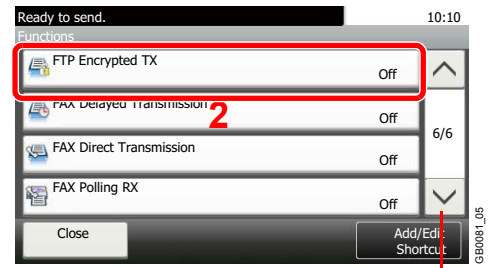 Ready to send.
10:10
Functions
FTP Encrypted TX
Off
FAX Delayed Transmission
Off
2
6/6
FAX Direct Transmission
Off
FAX Polling RX
Off
Close
Add/Edit
Shortcut
GB0081_05